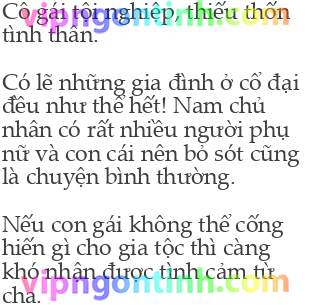 Cô gái tội nghiệp, thiếu thốn
tình thân.
Có lẽ những gia đình ở cổ đại
đều như thế hết! Nam chủ
nhân có rất nhiều người phụ
nữ và con cái nên bỏ sót cũng
là chuyện bình thường.
Nếu con gái không thể cống
hiến gì cho gia tộc thì càng
khó nhận được tình cảm từ
cha.
vipngontinh.com
vipngontinh.com